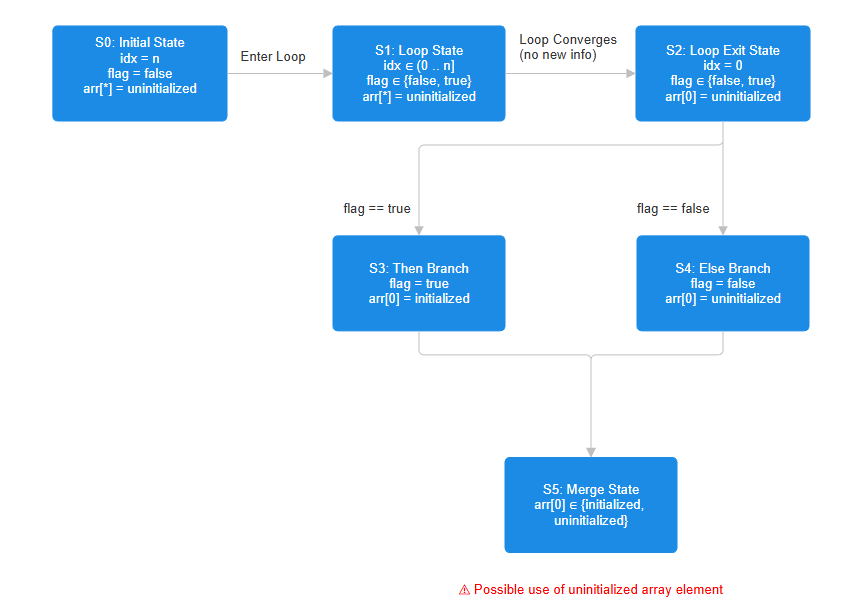 S0: Initial State
idx = n
flag = false
arr[*] = uninitialized
Enter Loop
S1: Loop State
idx ∈ (0 .. n]
flag ∈ {false, true}
arr[*] = uninitialized
Loop Converges
(no new info)
S2: Loop Exit State
idx = 0
flag ∈ {false, true}
arr[0] = uninitialized
flag == true
flag == false
S3: Then Branch
flag = true
arr[0] = initialized
S4: Else Branch
flag = false
arr[0] = uninitialized
S5: Merge State
arr[0] ∈ {initialized,
uninitialized}
⚠ Possible use of uninitialized array element